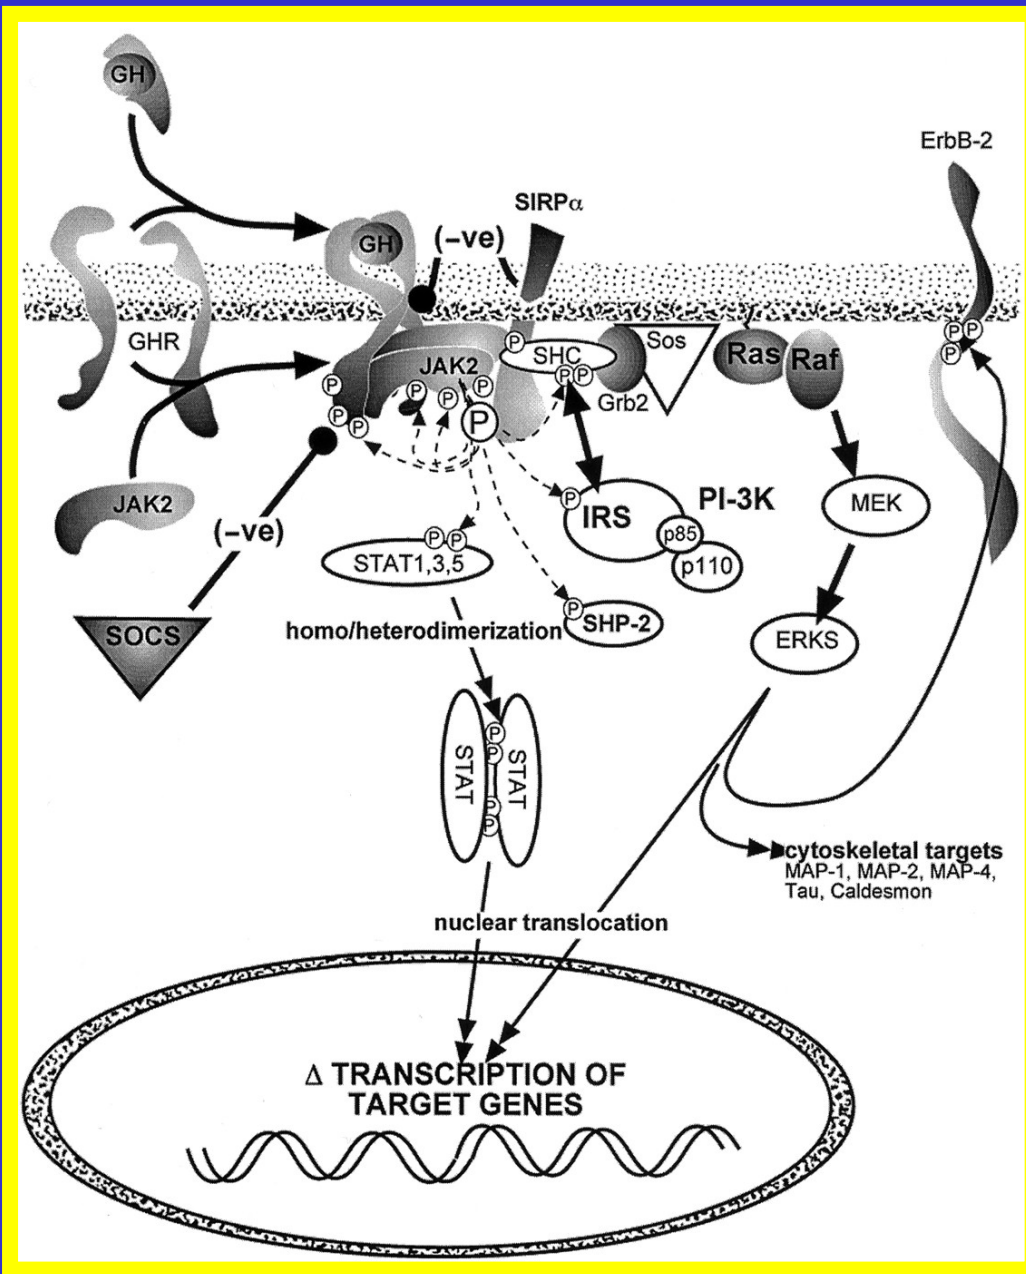 GH
ErbB-2
SIRPα
(–ve)
GH
GHR
JAK2
P
SHC
Sos
Ras
Raf
P
P
P
P
P
P
P
P
P
P
P
P
P
Grb2
JAK2
(–ve)
P
IRS
PI-3K
p85
p110
MEK
P
P
STAT1,3,5
SOCS
homo/heterodimerization
P
SHP-2
ERKS
STAT
STAT
P
P
P
P
cytoskeletal targets
MAP-1, MAP-2, MAP-4,
Tau, Caldesmon
nuclear translocation
Δ TRANSCRIPTION OF
TARGET GENES